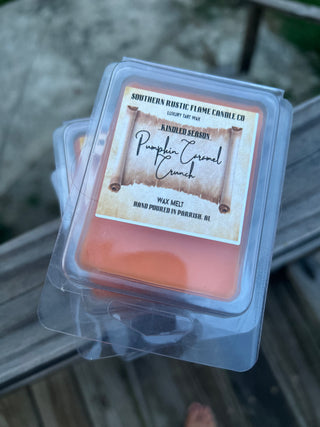 SOUTHERN RUSTIC FLAME CANDLE CO
LUXURY TART WAX
KINDLED SEASON
Pumpkin Caramel
Crunch
WAX MELT
HAND POURED IN PARRISH, AL